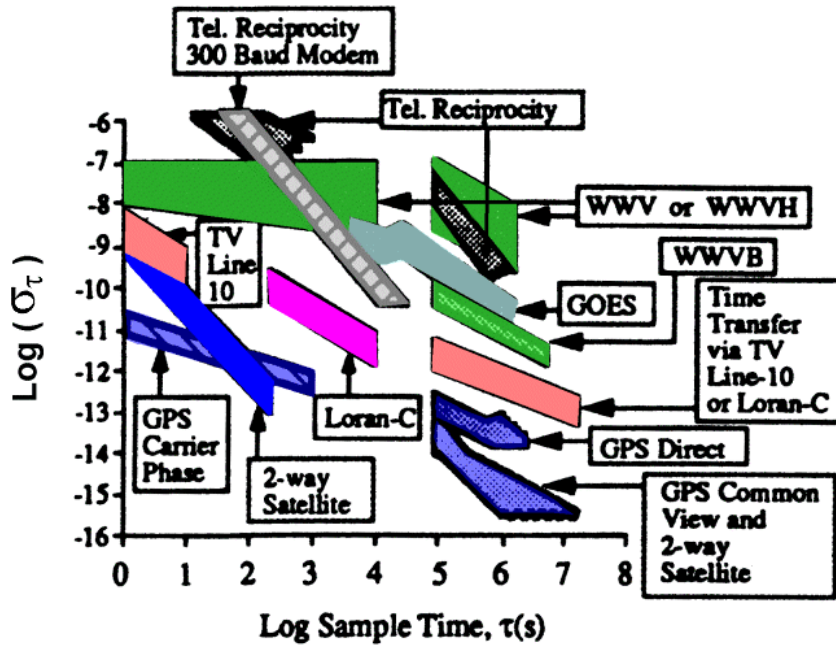 Tel. Reciprocity
300 Baud Modem
Tel. Reciprocity
-6
-7
-8
-9
-10
-11
-12
-13
-14
-15
-16
Log (στ)
TV
Line-
10
WWV or WWVH
WWVB
GOES
Time
Transfer
via TV
Line-10
or Loran-C
GPS
Carrier
Phase
2-way
Satellite
Loran-C
GPS Direct
GPS Common
View and
2-way
Satellite
0 1 2 3 4 5 6 7 8
Log Sample Time, τ(s)